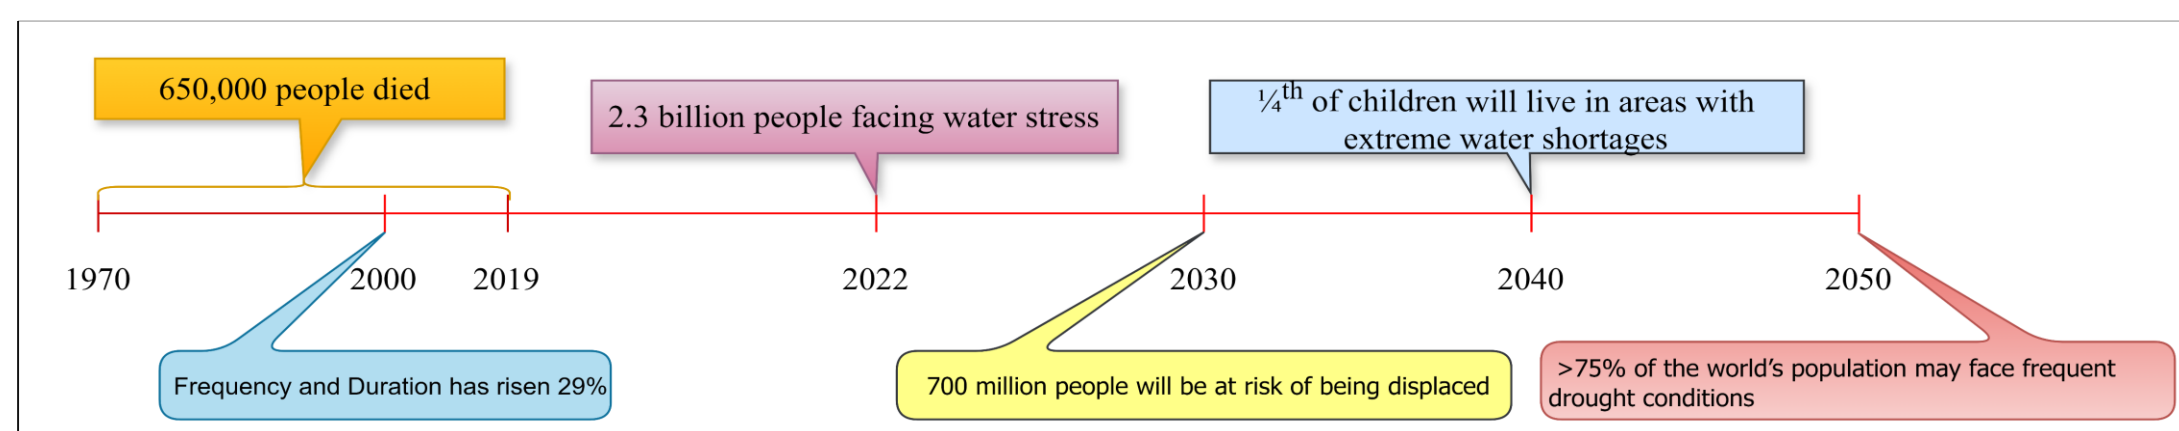 650,000 people died
2.3 billion people facing water stress
¼th of children will live in areas with
extreme water shortages
1970
2000
2019
2022
2030
2040
2050
Frequency and Duration has risen 29%
700 million people will be at risk of being displaced
>75% of the world’s population may face frequent
drought conditions